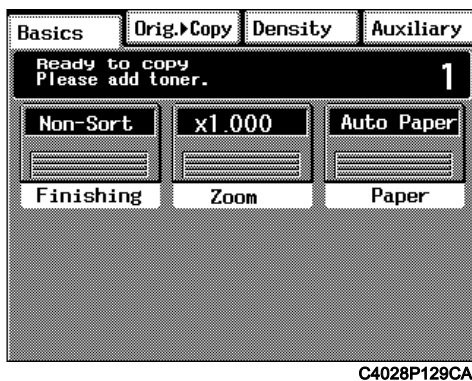 Basics Orig.▸Copy Density Auxiliary
Ready to copy 1
Please add toner.
Non-Sort x1.000 Auto Paper
Finishing Zoom Paper
C4028P129CA